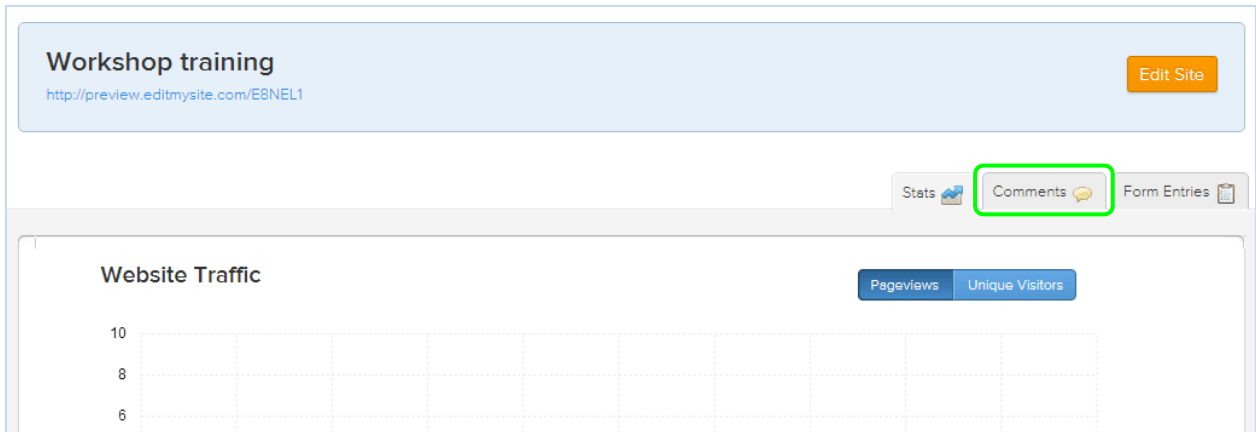 Workshop training
Edit Site
http://preview.editmysite.com/E8NEL1
Stats Comments Form Entries
Website Traffic
Pageviews Unique Visitors
10
8
6